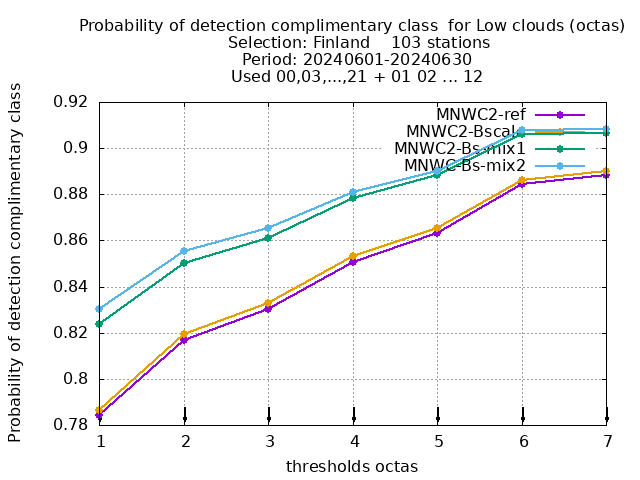 Probability of detection complimentary class  for Low clouds (octas)
Selection: Finland    103 stations
Period: 20240601-20240630
Used 00,03,...,21 + 01 02 ... 12
Probability of detection complimentary class
0.92
0.9
0.88
0.86
0.84
0.82
0.8
0.78
MNWC2-ref
MNWC2-Bscale
MNWC2-Bs-mix1
MNWC-Bs-mix2
1 2 3 4 5 6 7
thresholds octas